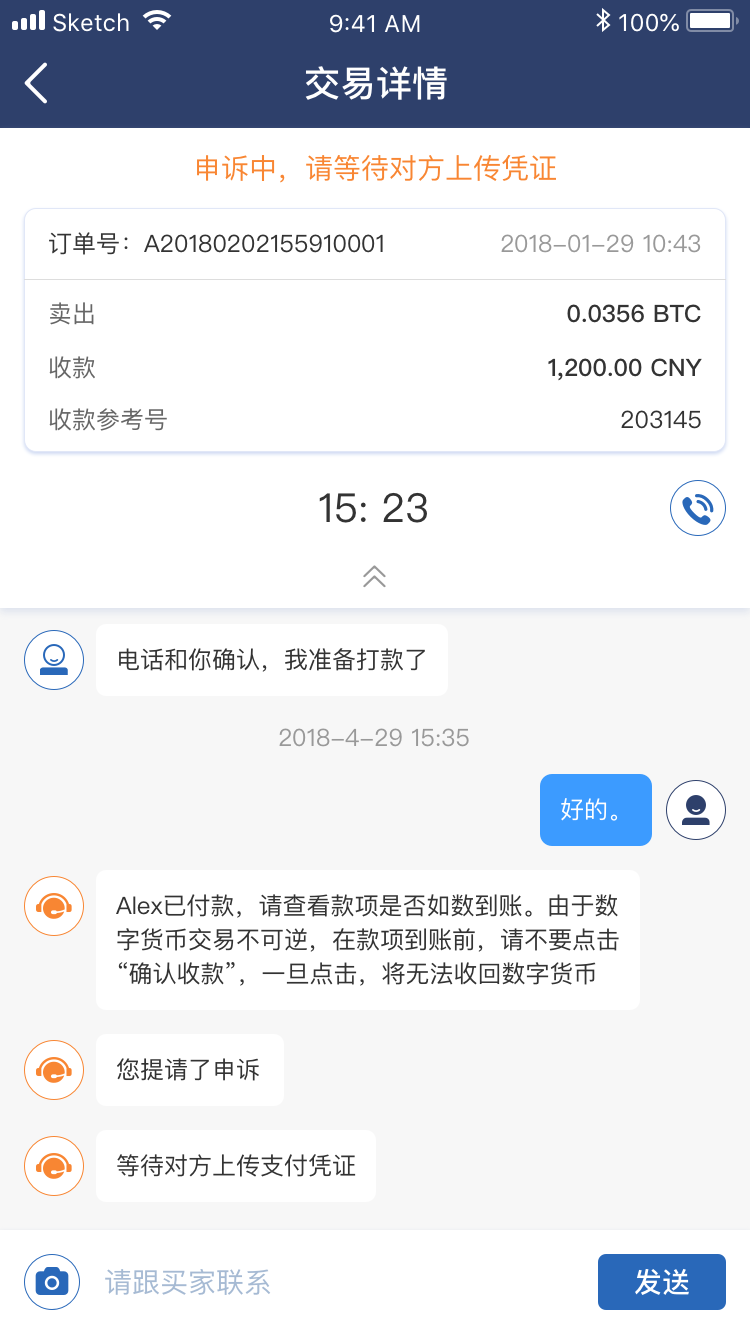 Sketch 9:41 AM 100%
交易详情
申诉中，请等待对方上传凭证
订单号：A20180202155910001 2018-01-29 10:43
卖出 0.0356 BTC
收款 1,200.00 CNY
收款参考号 203145
15: 23
电话和你确认，我准备打款了
2018-4-29 15:35
好的。
Alex已付款，请查看款项是否如数到账。由于数
字货币交易不可逆，在款项到账前，请不要点击
“确认收款”，一旦点击，将无法收回数字货币
您提请了申诉
等待对方上传支付凭证
请跟买家联系 发送